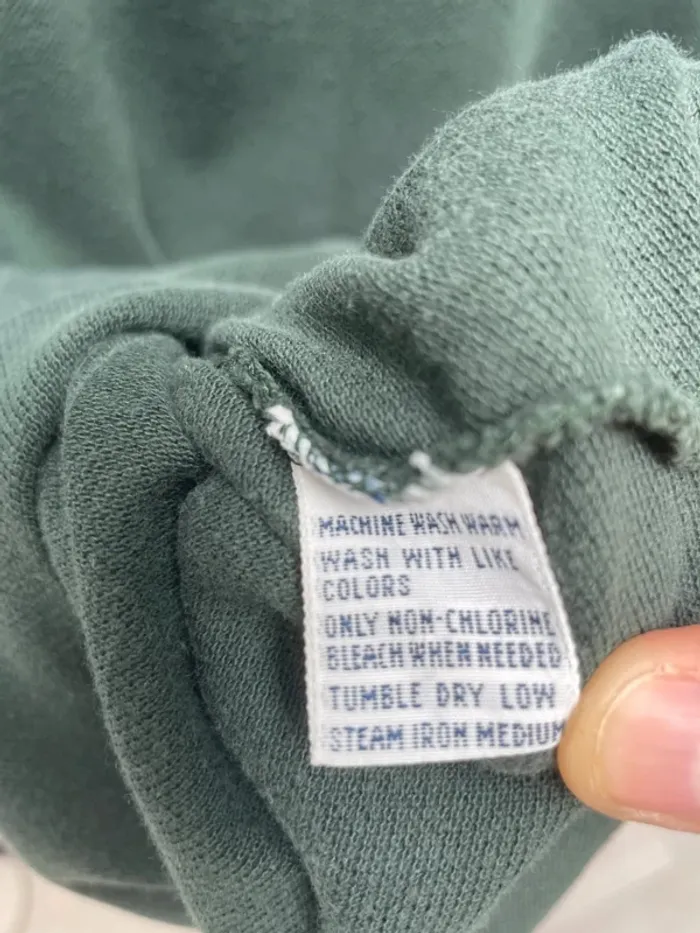 MACHINE WASH WARM
WASH WITH LIKE
COLORS
ONLY NON-CHLORINE
BLEACH WHEN NEEDED
TUMBLE DRY LOW
STEAM IRON MEDIUM